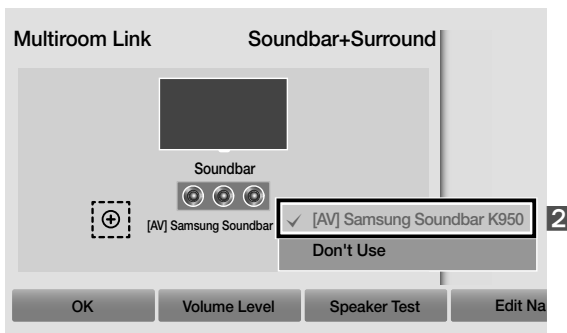 Multiroom Link Soundbar+Surround
Soundbar
[AV] Samsung Soundbar
[AV] Samsung Soundbar K950
2
Don't Use
OK Volume Level Speaker Test Edit Na